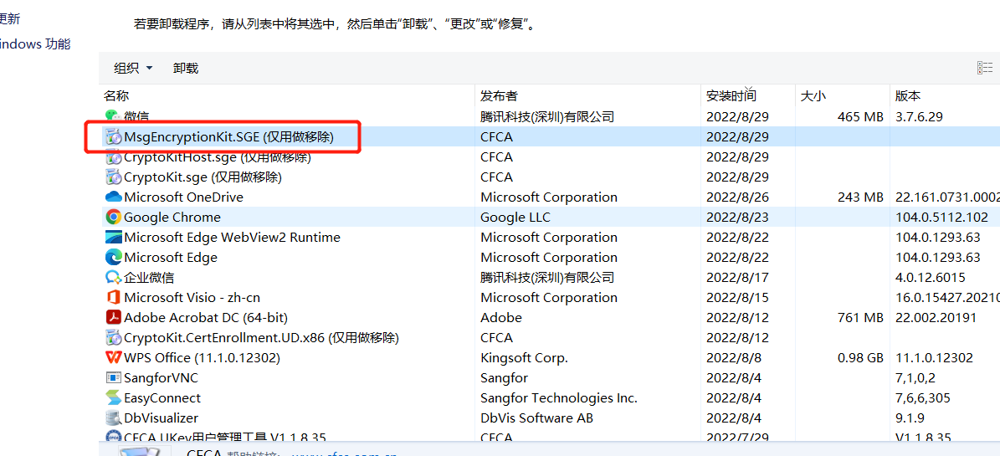 更新
若要卸载程序，请从列表中将其选中，然后单击“卸载”、“更改”或“修复”。
indows 功能
组织 卸载
名称 发布者 安装时间 大小 版本
微信 腾讯科技(深圳)有限公司 2022/8/29 465 MB 3.7.6.29
MsgEncryptionKit.SGE (仅用做移除) CFCA 2022/8/29
CryptoKitHost.sge (仅用做移除) CFCA 2022/8/29
CryptoKit.sge (仅用做移除) CFCA 2022/8/29
Microsoft OneDrive Microsoft Corporation 2022/8/26 243 MB 22.161.0731.0002
Google Chrome Google LLC 2022/8/23 104.0.5112.102
Microsoft Edge WebView2 Runtime Microsoft Corporation 2022/8/22 104.0.1293.63
Microsoft Edge Microsoft Corporation 2022/8/22 104.0.1293.63
企业微信 腾讯科技(深圳)有限公司 2022/8/17 4.0.12.6015
Microsoft Visio - zh-cn Microsoft Corporation 2022/8/15 16.0.15427.20210
Adobe Acrobat DC (64-bit) Adobe 2022/8/12 761 MB 22.002.20191
CryptoKit.CertEnrollment.UD.x86 (仅用做移除) CFCA 2022/8/12
WPS Office (11.1.0.12302) Kingsoft Corp. 2022/8/8 0.98 GB 11.1.0.12302
SangforVNC Sangfor 2022/8/4 7,1,0,2
EasyConnect Sangfor Technologies Inc. 2022/8/4 7,6,6,305
DbVisualizer DbVis Software AB 2022/8/4 9.1.9
CFCA UKey用户管理工具 V1.1.8.35 CFCA 2022/7/29 V1.1.8.35
CFCA 帮助链接: www.cfca.com.cn